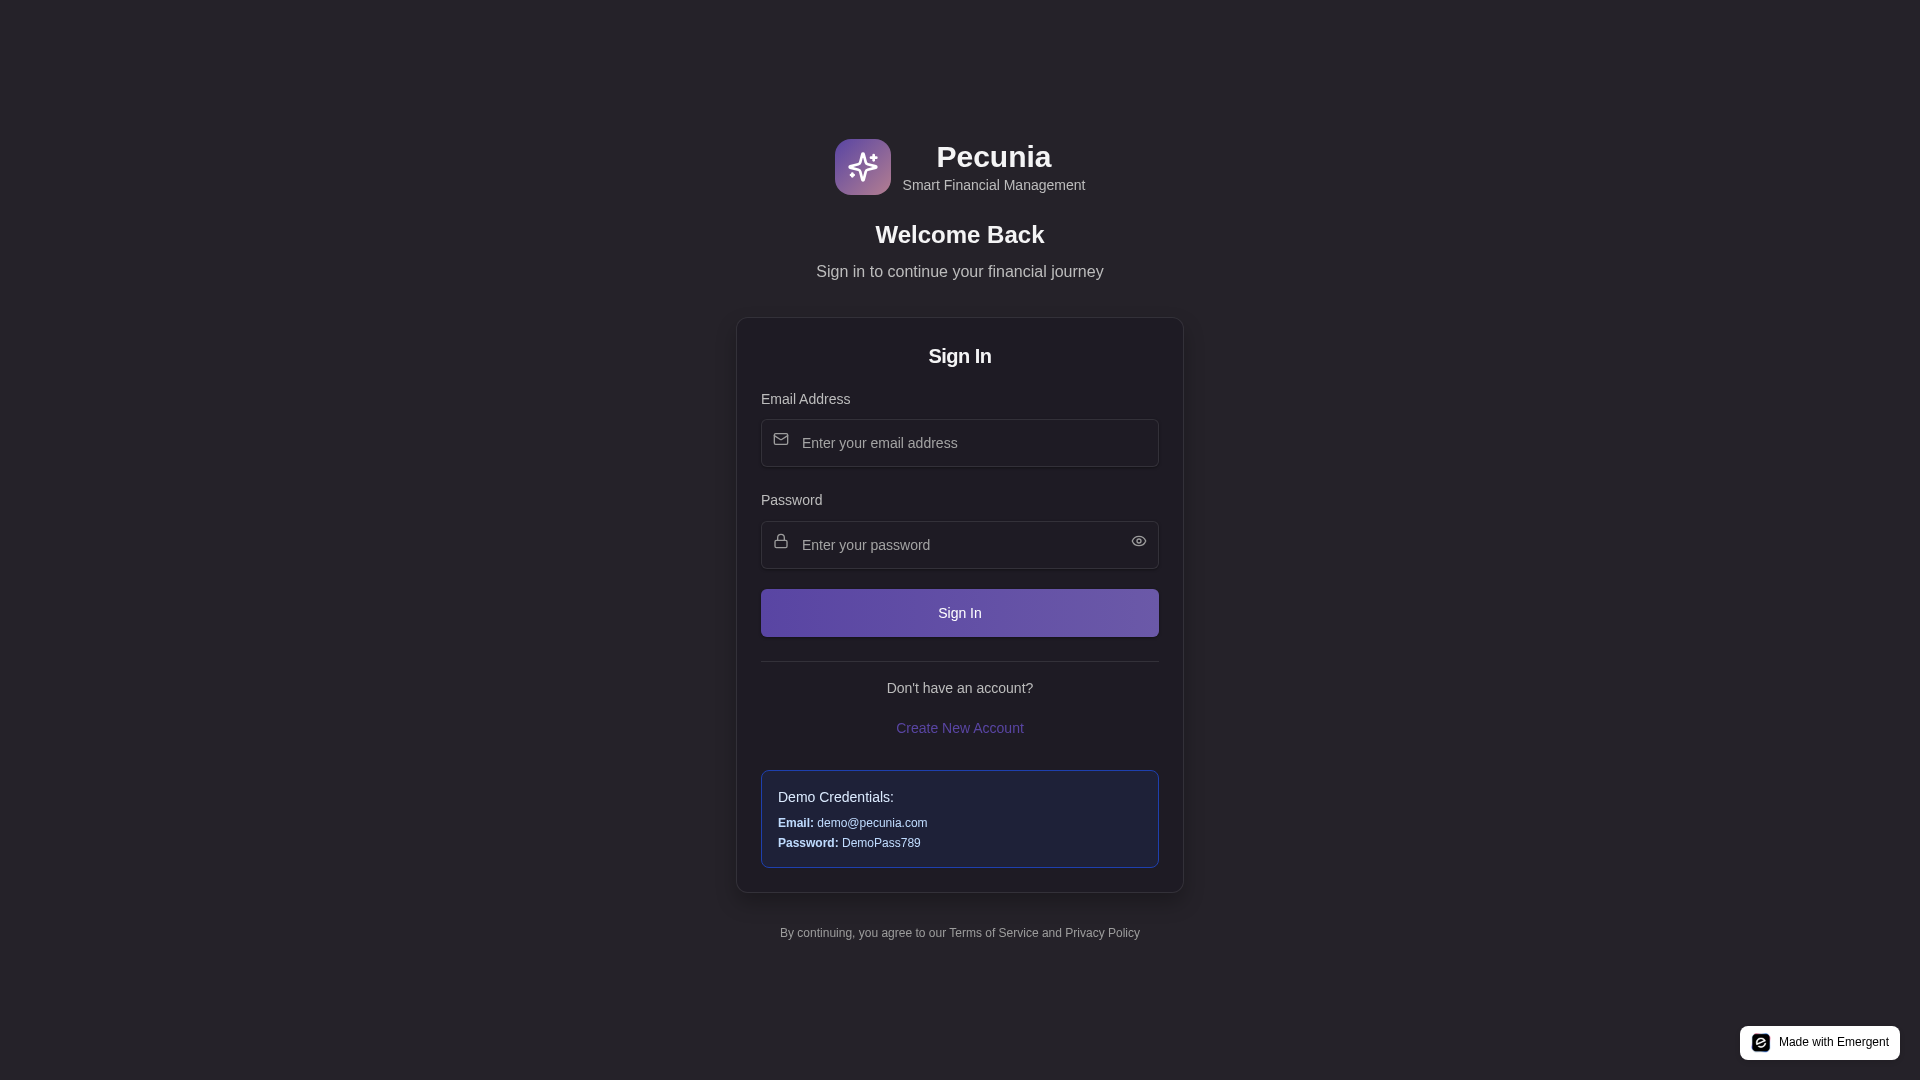 Pecunia
Smart Financial Management
Welcome Back
Sign in to continue your financial journey
Sign In
Email Address
Enter your email address
Password
Enter your password
Sign In
Don't have an account?
Create New Account
Demo Credentials:
Email: demo@pecunia.com
Password: DemoPass789
By continuing, you agree to our Terms of Service and Privacy Policy
Made with Emergent